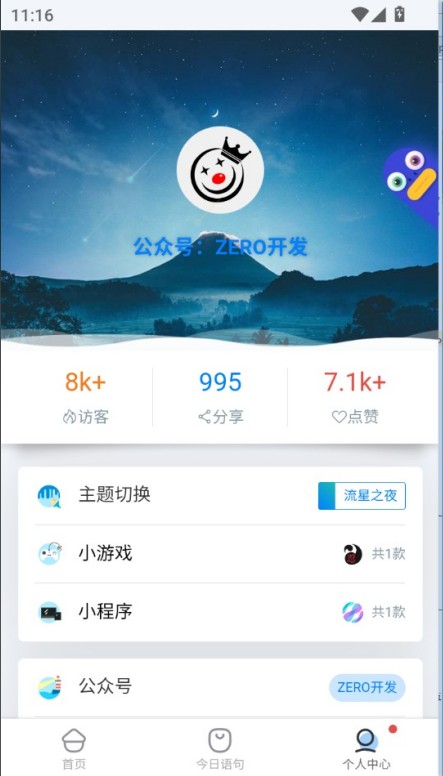 11:16
公众号：ZERO开发
8k+ 995 7.1k+
访客 分享 点赞
主题切换 流星之夜
小游戏 共1款
小程序 共1款
公众号 ZERO开发
首页 今日语句 个人中心